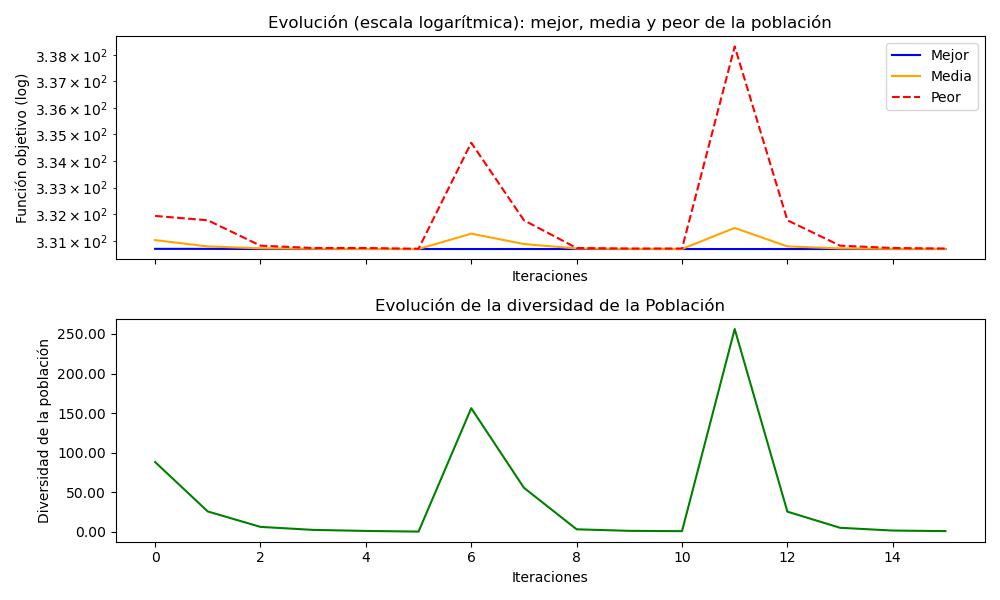 Evolución (escala logarítmica): mejor, media y peor de la población
Función objetivo (log)
3.38 × 10²
3.37 × 10²
3.36 × 10²
3.35 × 10²
3.34 × 10²
3.33 × 10²
3.32 × 10²
3.31 × 10²
Mejor
Media
Peor
Iteraciones
Evolución de la diversidad de la Población
Diversidad de la población
250.00
200.00
150.00
100.00
50.00
0.00
0 2 4 6 8 10 12 14
Iteraciones